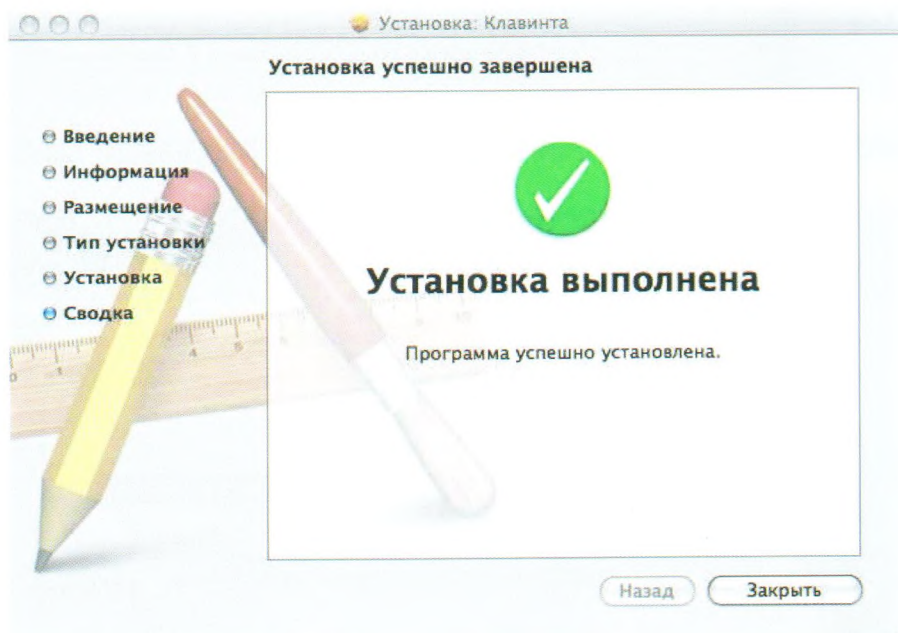 Установка: Клавинта
Установка успешно завершена
Введение
Информация
Размещение
Тип установки
Установка
Сводка
Установка выполнена
Программа успешно установлена.
Назад
Закрыть